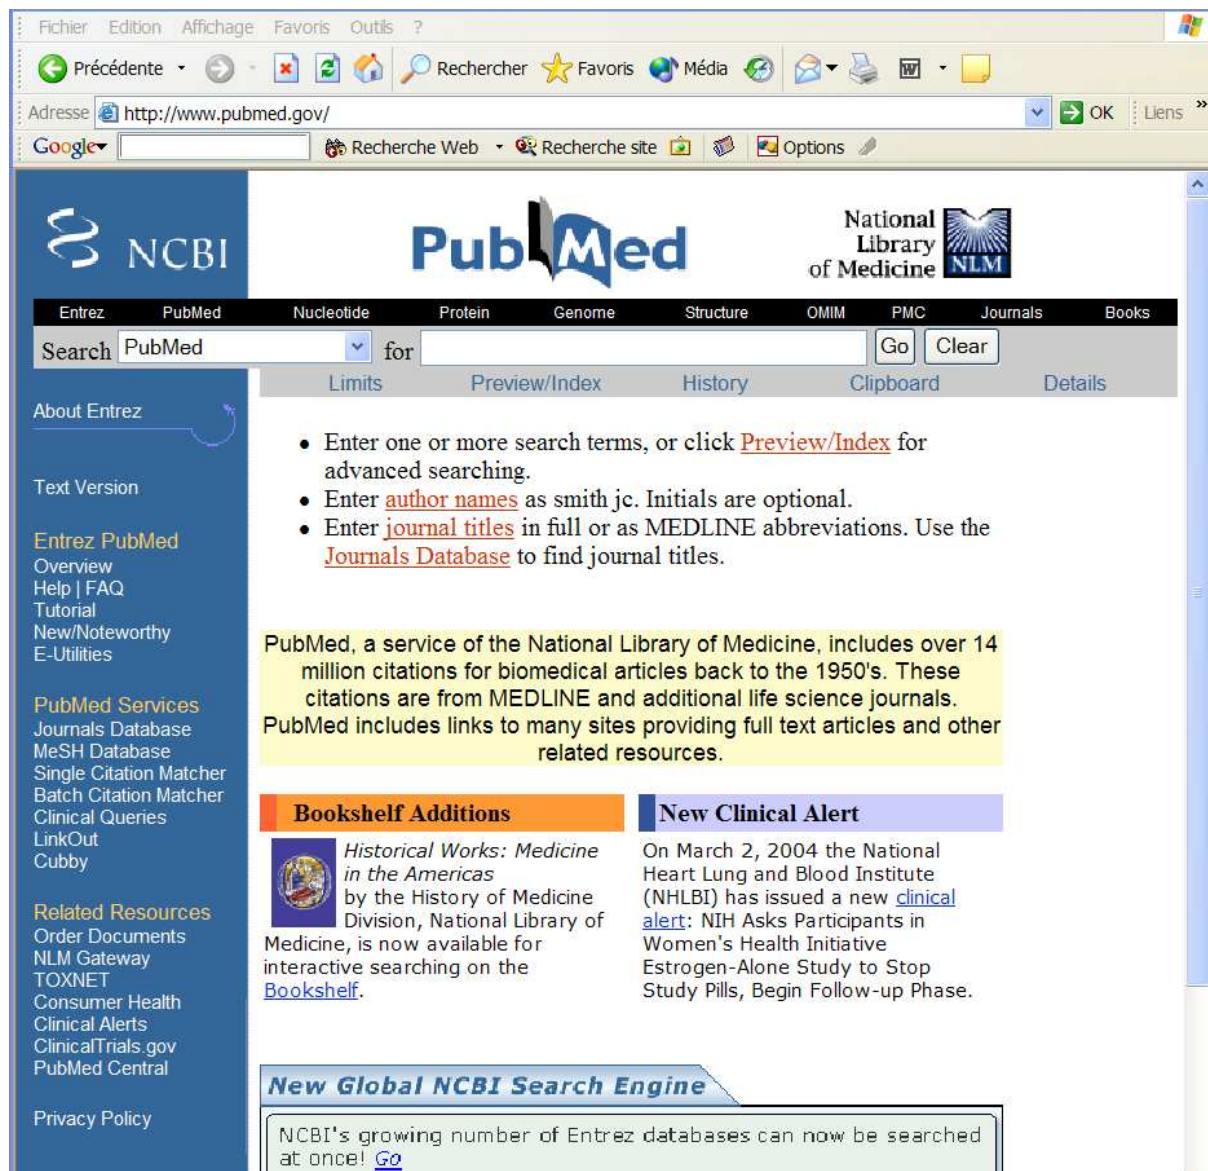 Fichier Edition Affichage Favoris Outils ?
Précédente Rechercher Favoris Média
Adresse http://www.pubmed.gov/ OK Liens »
Google Recherche Web Recherche site Options
NCBI
PubMed
National
Library
of Medicine NLM
Entrez PubMed Nucleotide Protein Genome Structure OMIM PMC Journals Books
Search PubMed for Go Clear
Limits Preview/Index History Clipboard Details
About Entrez
Text Version
Entrez PubMed
Overview
Help | FAQ
Tutorial
New/Noteworthy
E-Utilities
PubMed Services
Journals Database
MeSH Database
Single Citation Matcher
Batch Citation Matcher
Clinical Queries
LinkOut
Cubby
Related Resources
Order Documents
NLM Gateway
TOXNET
Consumer Health
Clinical Alerts
ClinicalTrials.gov
PubMed Central
Privacy Policy
• Enter one or more search terms, or click Preview/Index for
advanced searching.
• Enter author names as smith jc. Initials are optional.
• Enter journal titles in full or as MEDLINE abbreviations. Use the
Journals Database to find journal titles.
PubMed, a service of the National Library of Medicine, includes over 14
million citations for biomedical articles back to the 1950's. These
citations are from MEDLINE and additional life science journals.
PubMed includes links to many sites providing full text articles and other
related resources.
Bookshelf Additions
Historical Works: Medicine
in the Americas
by the History of Medicine
Division, National Library of
Medicine, is now available for
interactive searching on the
Bookshelf.
New Clinical Alert
On March 2, 2004 the National
Heart Lung and Blood Institute
(NHLBI) has issued a new clinical
alert: NIH Asks Participants in
Women's Health Initiative
Estrogen-Alone Study to Stop
Study Pills, Begin Follow-up Phase.
New Global NCBI Search Engine
NCBI's growing number of Entrez databases can now be searched
at once! Go